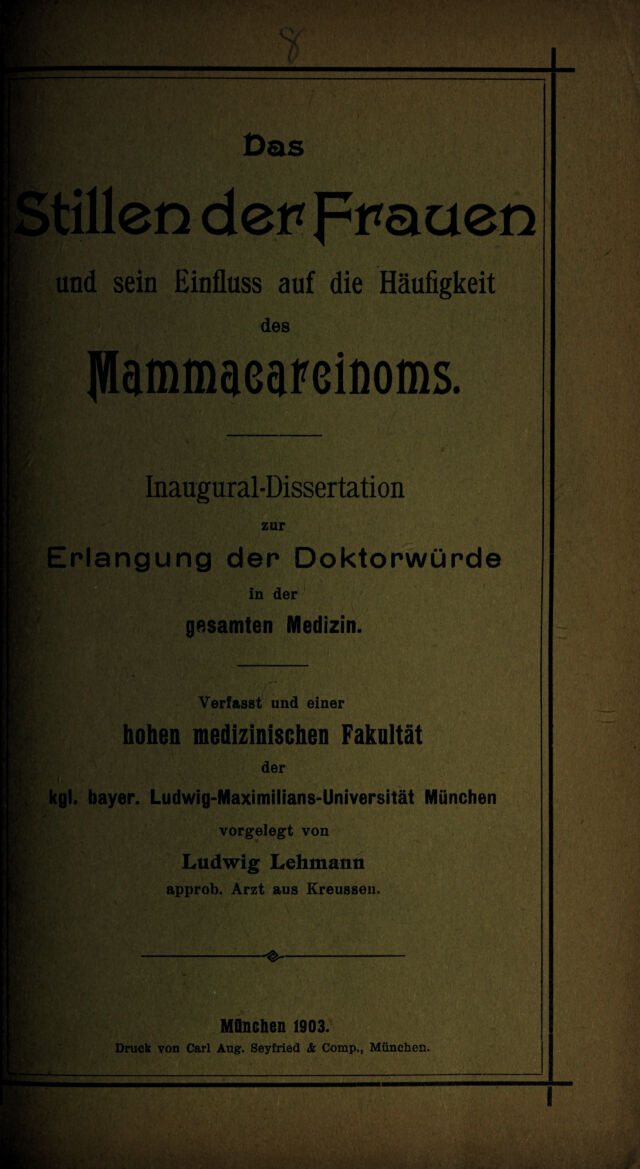 8
Das
Stillen der Frauen
und sein Einfluss auf die Häufigkeit
des
Mammacarcinoms.
Inaugural-Dissertation
zur
Erlangung der Doktorwürde
in der
gesamten Medizin.
Verfasst und einer
hohen medizinischen Fakultät
der
kgl. bayer. Ludwig-Maximilians-Universität München
vorgelegt von
Ludwig Lehmann
approb. Arzt aus Kreussen.
München 1903.
Druck von Carl Aug. Seyfried & Comp., München.